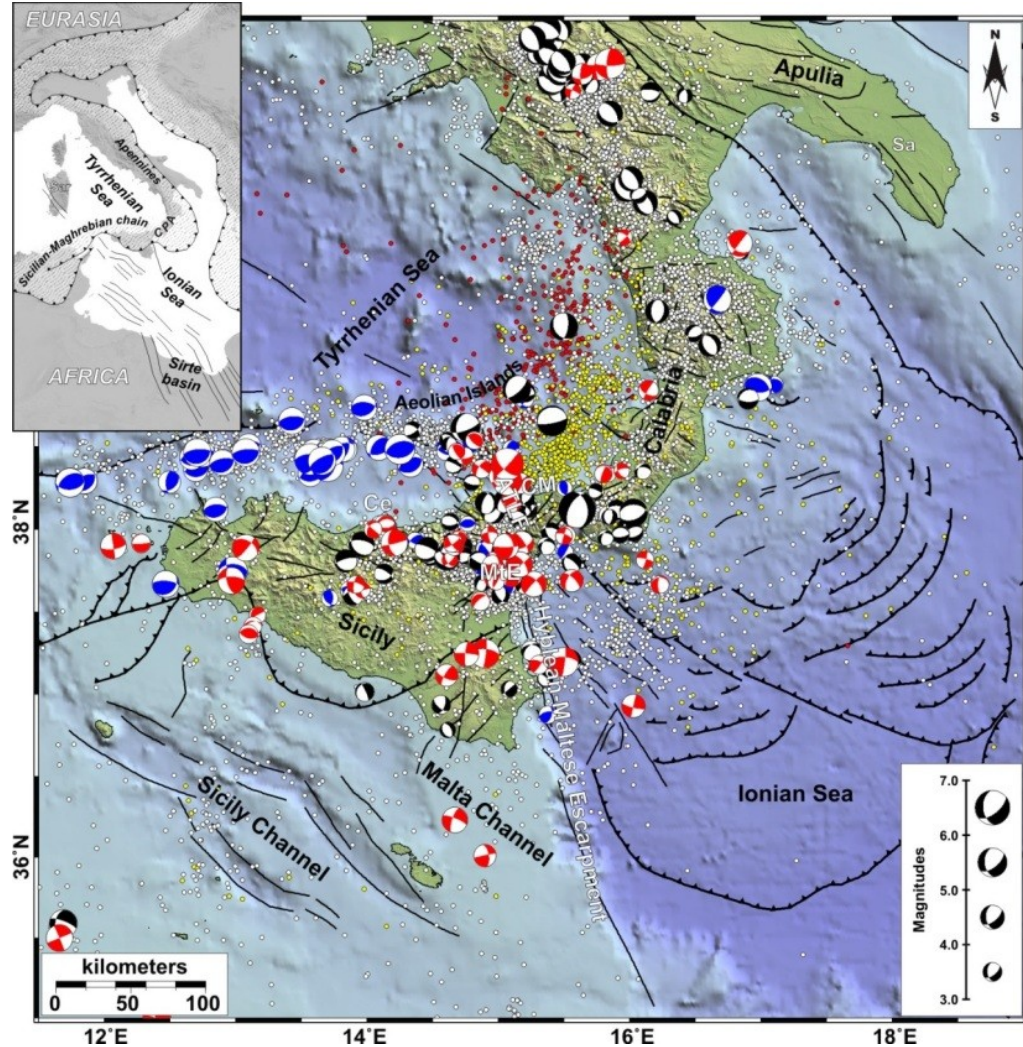 EURASIA
Apennines
Tyrrhenian
Sea
Sar
C.P.A
Sicilian-Maghrebian chain
Ionian
Sea
Sirte
basin
AFRICA
N
S
Apulia
Sa
Tyrrhenian Sea
Aeolian Islands
Calabria
Ce
CM
MtE
Sicily
Hyblean Maltese Escarpment
Sicily Channel
Malta Channel
Ionian Sea
38°N
36°N
7.0
6.0
5.0
4.0
3.0
Magnitudes
kilometers
0 50 100
12°E 14°E 16°E 18°E